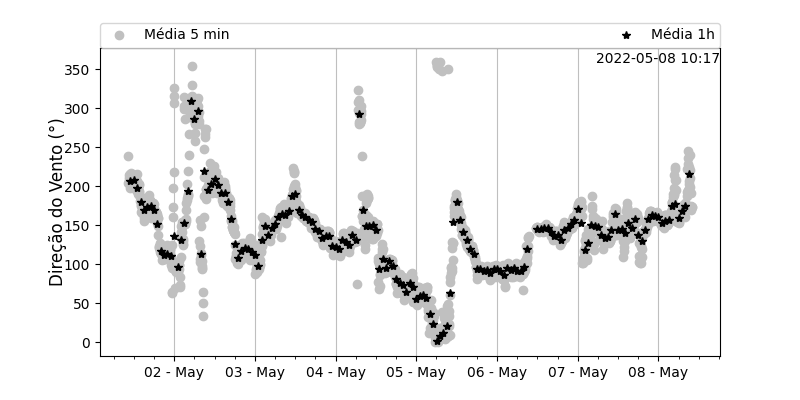 Média 5 min
Média 1h
2022-05-08 10:17
Direção do Vento (°)
350
300
250
200
150
100
50
0
02 - May
03 - May
04 - May
05 - May
06 - May
07 - May
08 - May